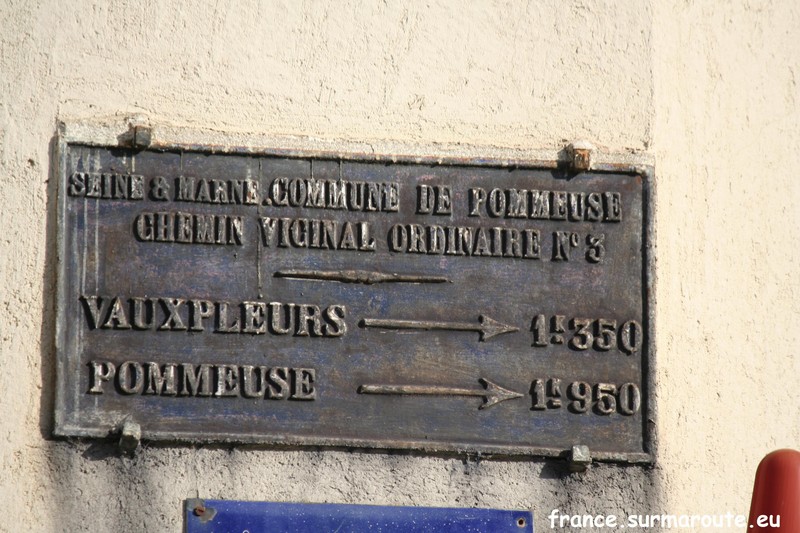 SEINE & MARNE. COMMUNE DE POMMEUSE
CHEMIN VICINAL ORDINAIRE N° 3
VAUXPLEURS → 1K350
POMMEUSE → 1K950
france.surmaroute.eu